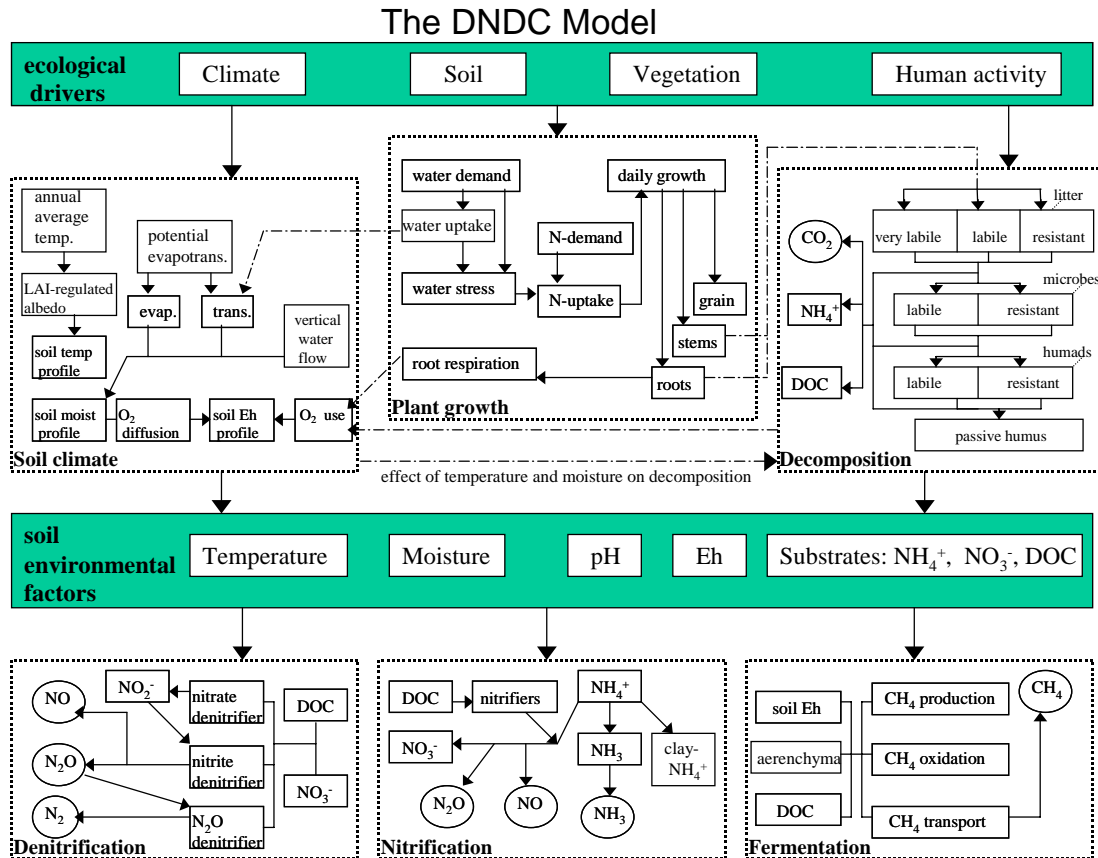 The DNDC Model
ecological
drivers
Climate
Soil
Vegetation
Human activity
annual
average
temp.
potential
evapotrans.
LAI-regulated
albedo
evap.
trans.
vertical
water
flow
soil temp
profile
soil moist
profile
O₂
diffusion
soil Eh
profile
O₂ use
Soil climate
water demand
daily growth
water uptake
N-demand
water stress
N-uptake
grain
stems
root respiration
roots
Plant growth
litter
CO₂
very labile
labile
resistant
microbes
NH₄⁺
labile
resistant
humads
DOC
labile
resistant
passive humus
Decomposition
effect of temperature and moisture on decomposition
soil
environmental
factors
Temperature
Moisture
pH
Eh
Substrates: NH₄⁺, NO₃⁻, DOC
NO
NO₂⁻
nitrate
denitrifier
DOC
N₂O
nitrite
denitrifier
NO₃⁻
N₂
N₂O
denitrifier
Denitrification
DOC
nitrifiers
NH₄⁺
NO₃⁻
NH₃
clay-
NH₄⁺
N₂O
NO
NH₃
Nitrification
soil Eh
CH₄ production
CH₄
aerenchyma
CH₄ oxidation
DOC
CH₄ transport
Fermentation